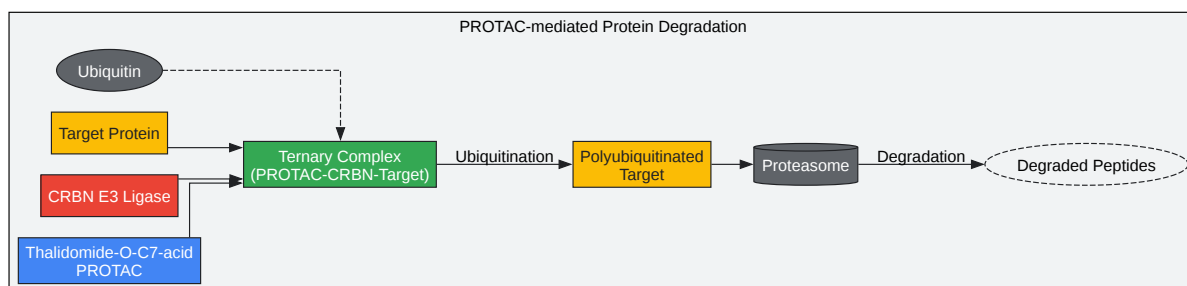 PROTAC-mediated Protein Degradation
Ubiquitin
Target Protein
CRBN E3 Ligase
Thalidomide-O-C7-acid
PROTAC
Ternary Complex
(PROTAC-CRBN-Target)
Ubiquitination
Polyubiquitinated
Target
Proteasome
Degradation
Degraded Peptides